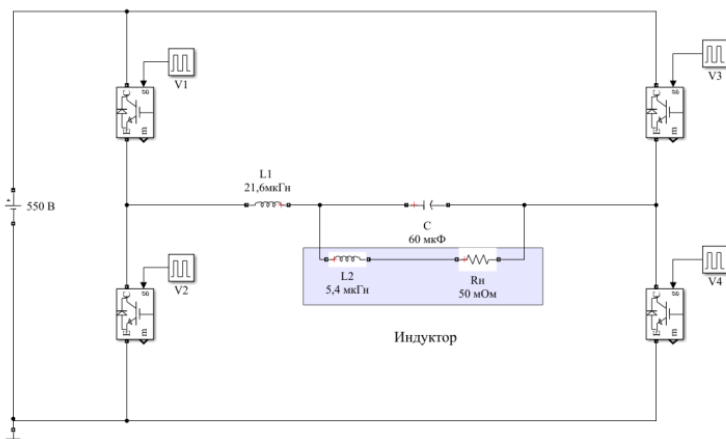 V1
V3
L1
21,6мкГн
550 В
C
60 мкФ
V2
V4
L2
5,4 мкГн
Rн
50 мОм
Индуктор